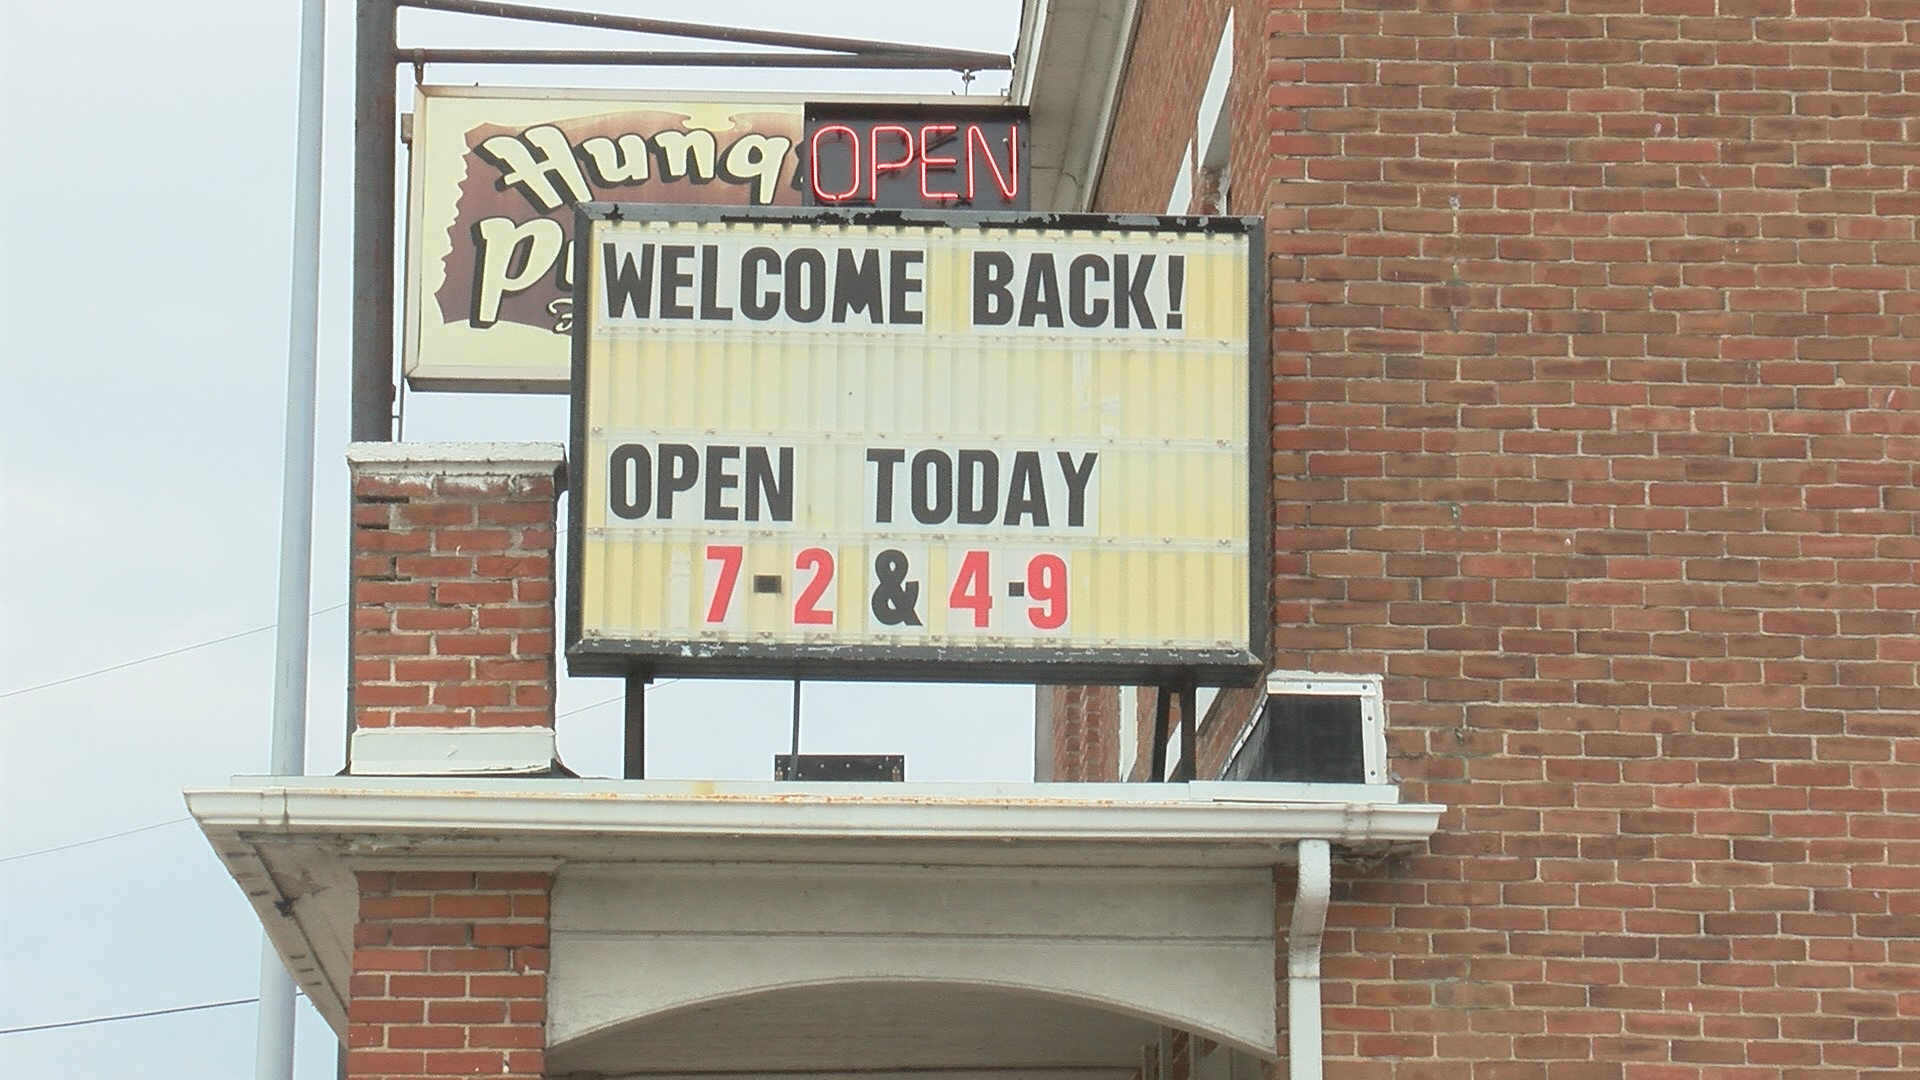 OPEN
WELCOME BACK!
OPEN TODAY
7-2 & 4-9